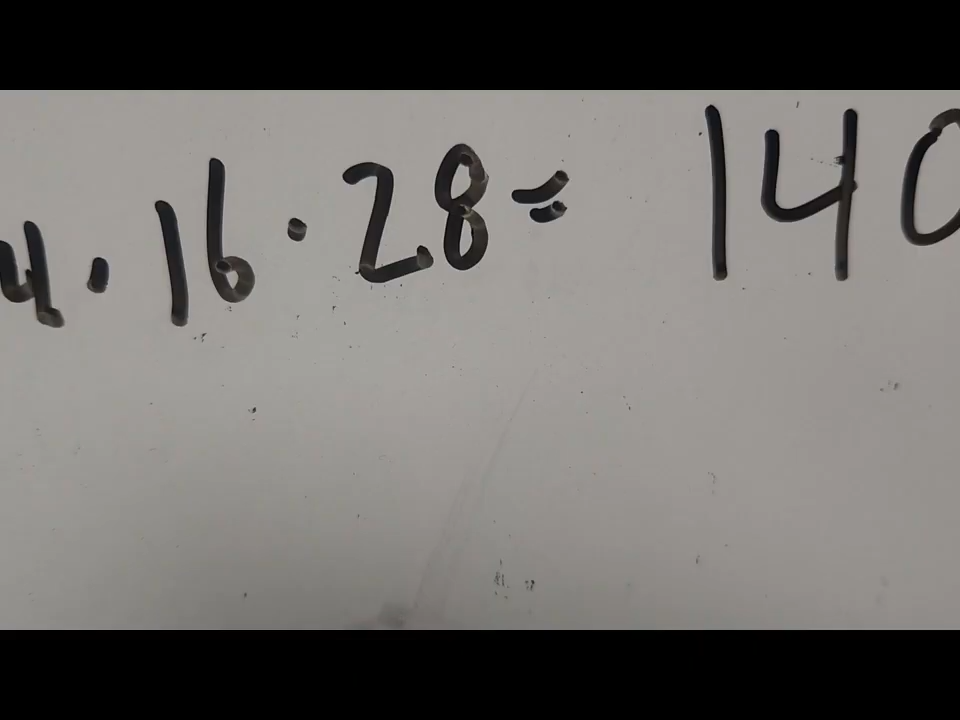 4 · 16 · 28 = 140